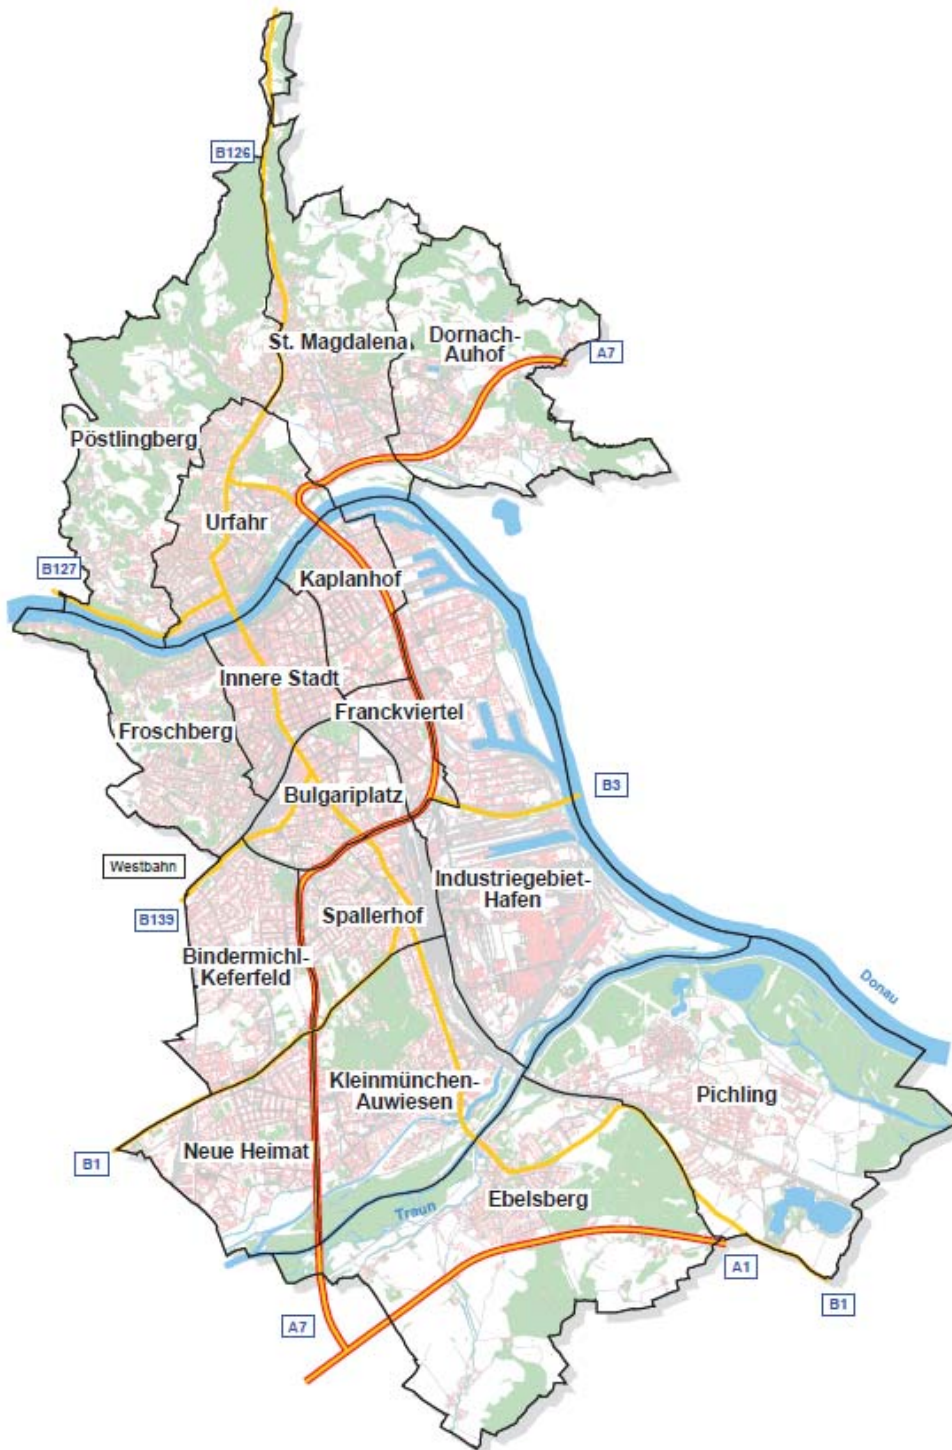 B126
St. Magdalena
Dornach-
Auhof
A7
Pöstlingberg
Urfahr
B127
Kaplanhof
Innere Stadt
Franckviertel
Froschberg
B3
Bulgariplatz
Westbahn
Industriegebiet-
Hafen
B139
Spallerhof
Bindermichl-
Keferfeld
Donau
Kleinmünchen-
Auwiesen
Pichling
Neue Heimat
B1
Ebelsberg
Traun
A1
B1
A7